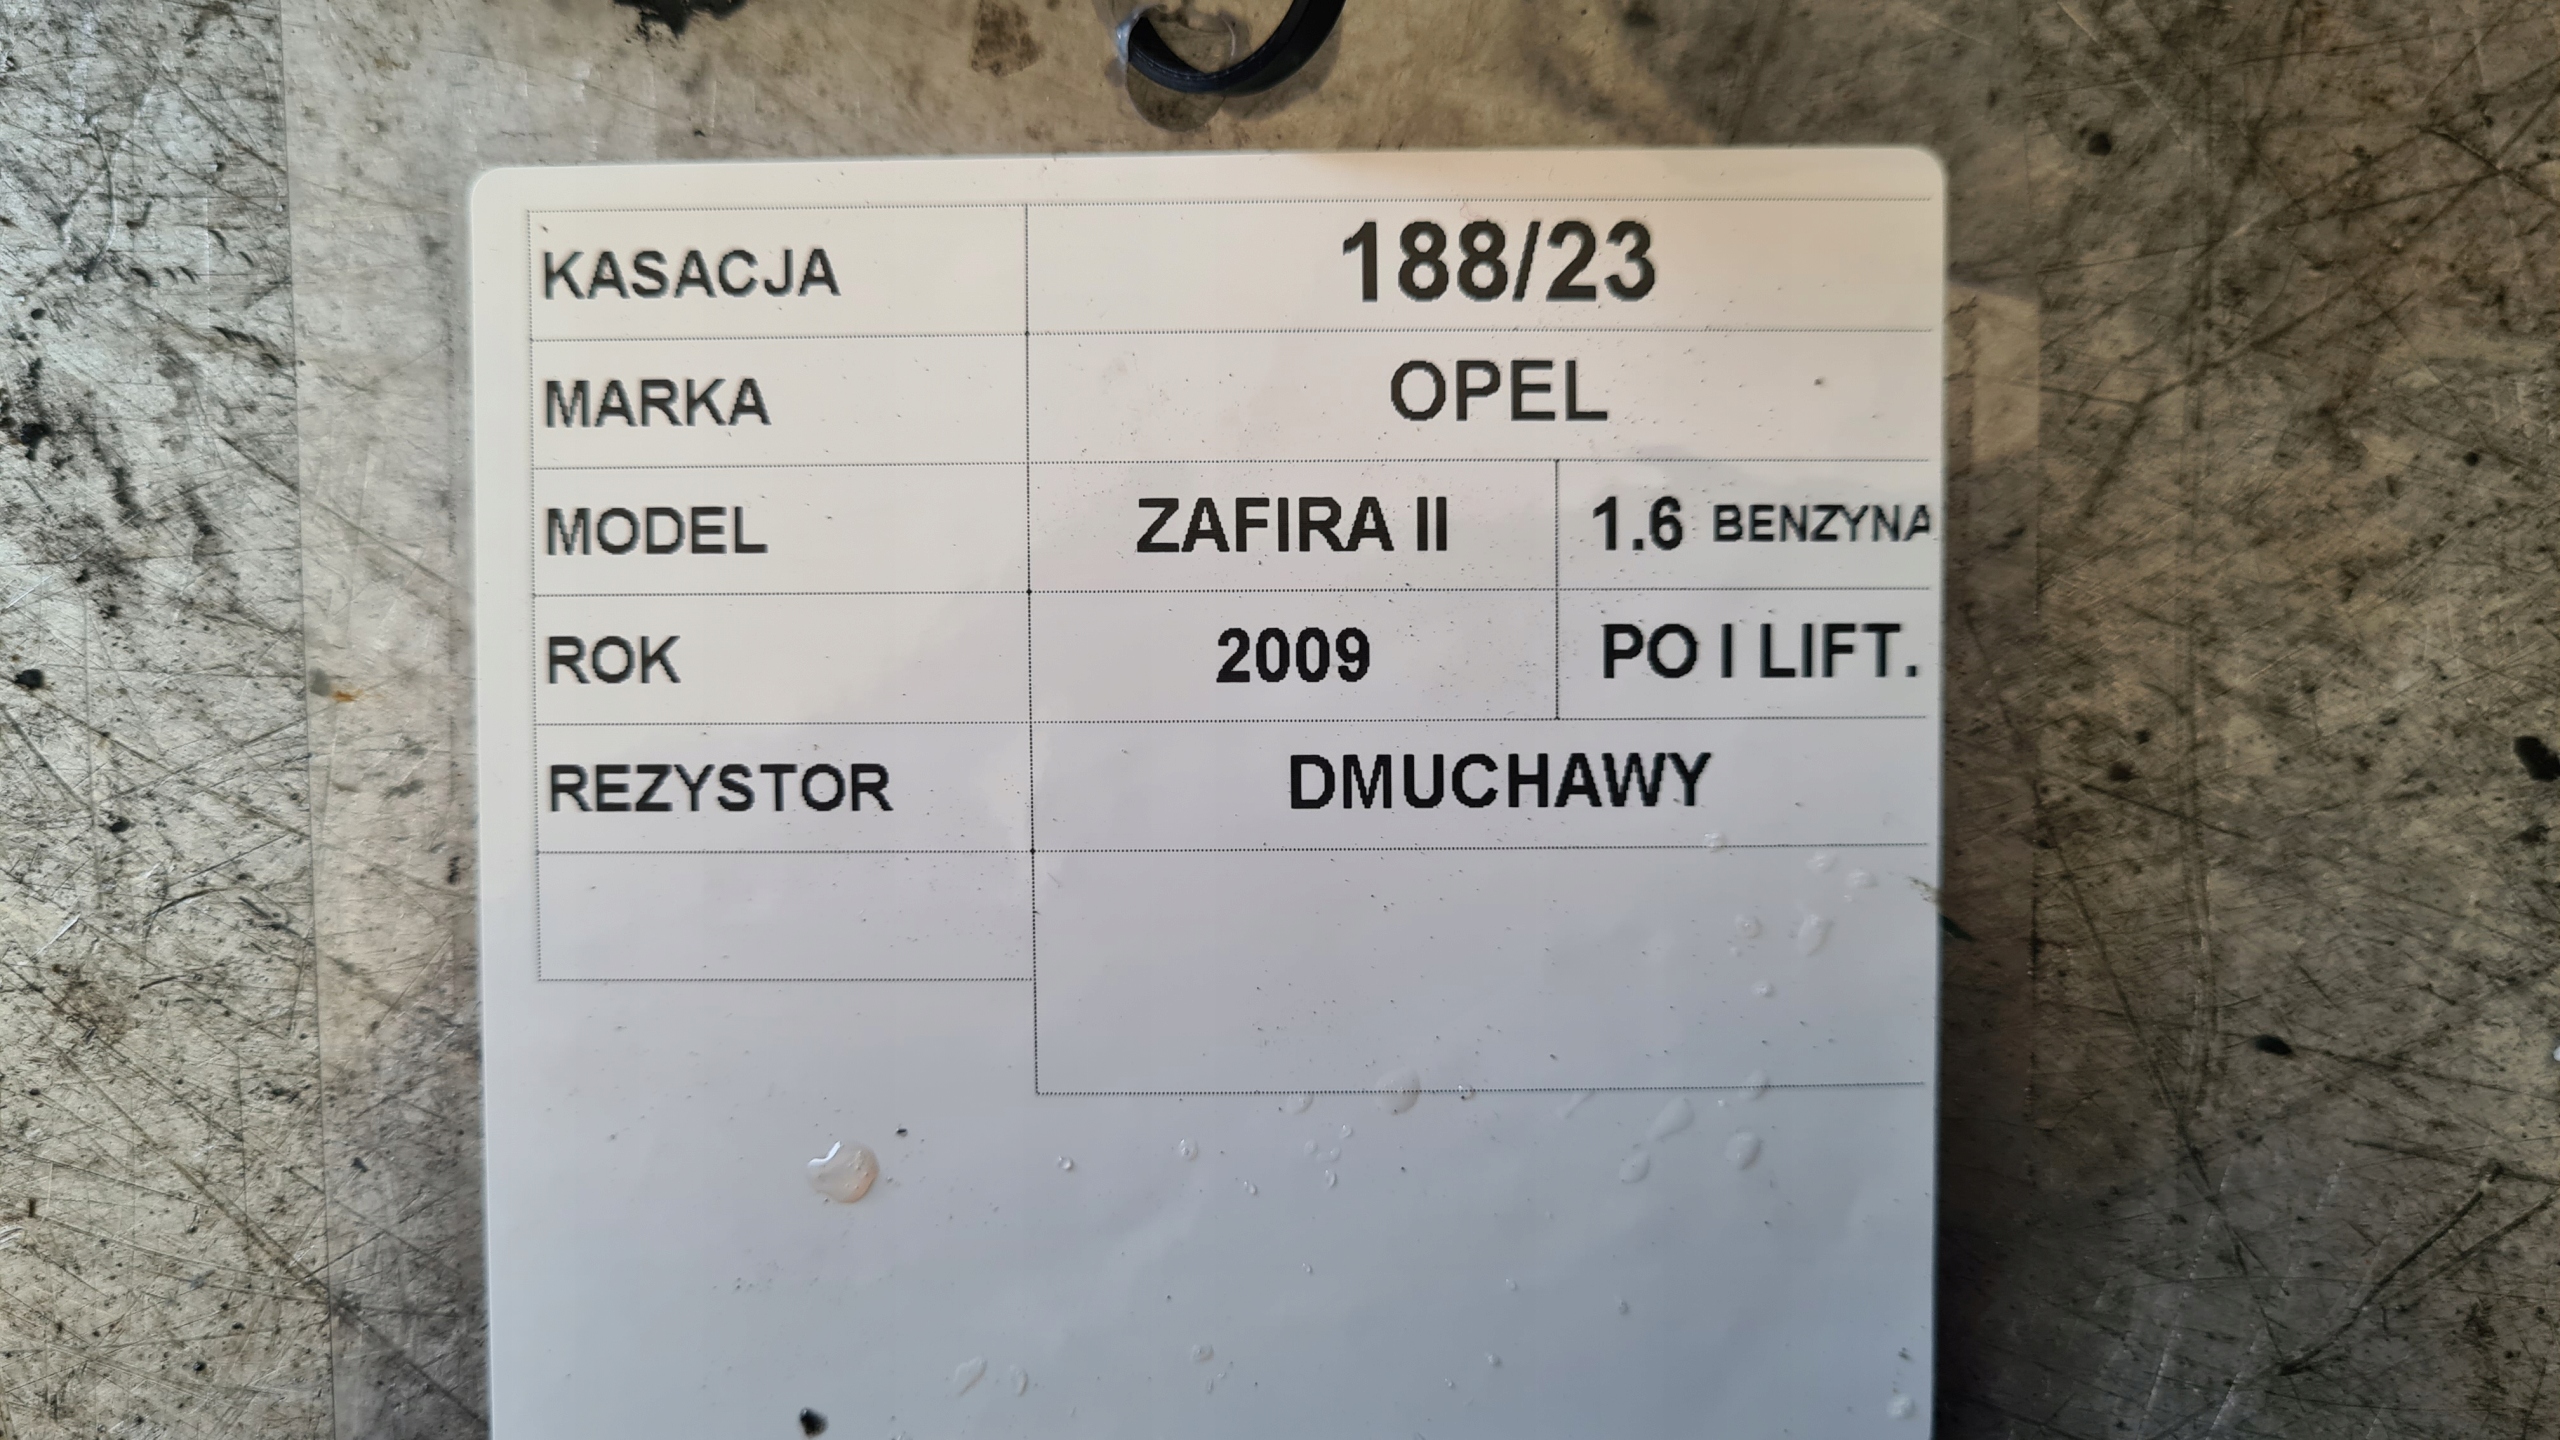 KASACJA 188/23
MARKA OPEL
MODEL ZAFIRA II 1.6 BENZYNA
ROK 2009 PO I LIFT.
REZYSTOR DMUCHAWY